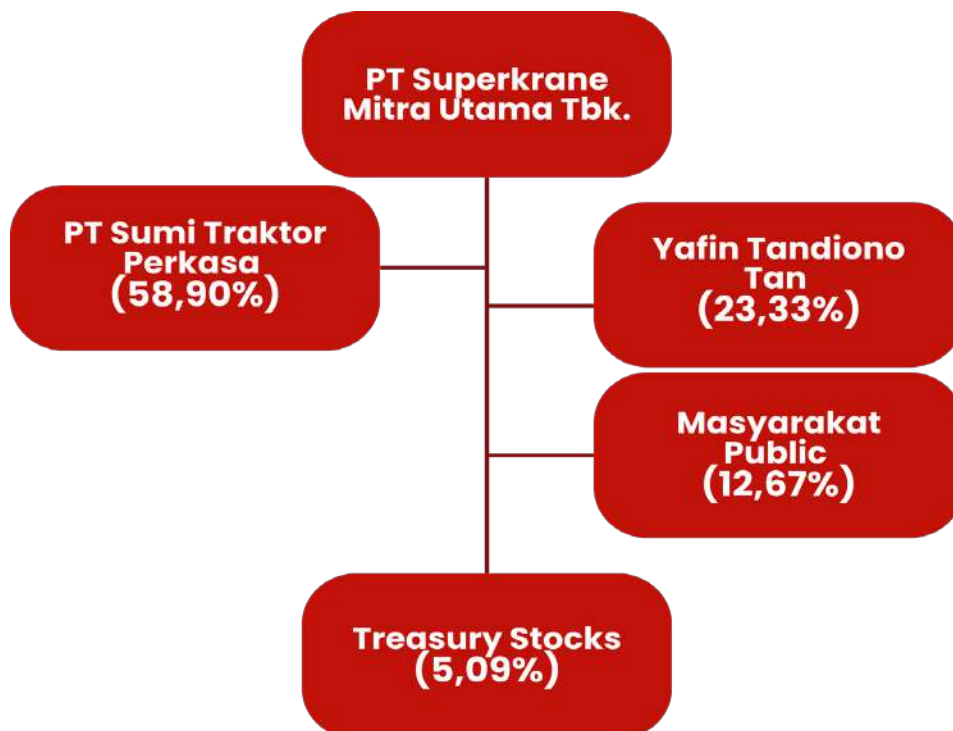 PT Superkrane
Mitra Utama Tbk.
PT Sumi Traktor
Perkasa
(58,90%)
Yafin Tandiono
Tan
(23,33%)
Masyarakat
Public
(12,67%)
Treasury Stocks
(5,09%)